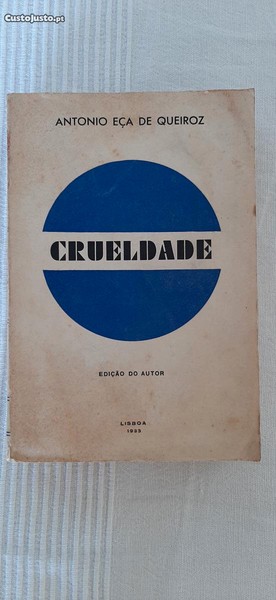 CustoJusto.pt
ANTONIO EÇA DE QUEIROZ
CRUELDADE
EDIÇÃO DO AUTOR
LISBOA